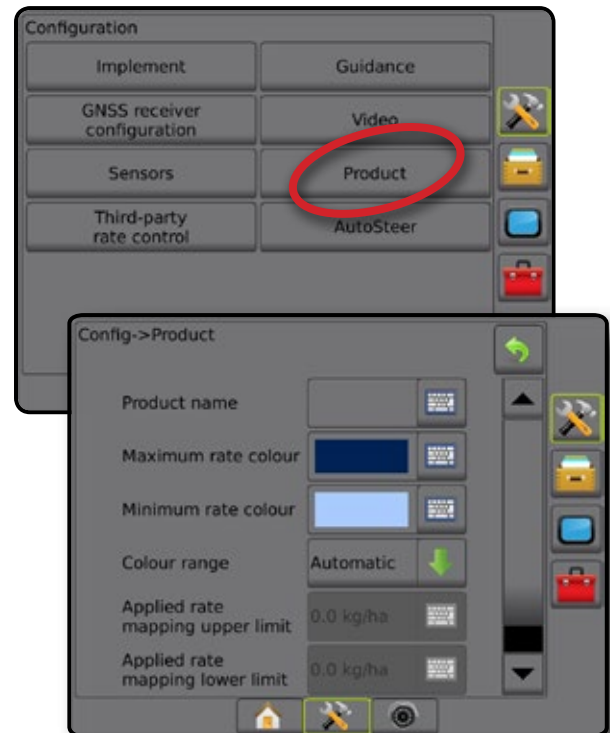 Configuration
Implement
Guidance
GNSS receiver
configuration
Video
Sensors
Product
Third-party
rate control
AutoSteer
Config->Product
Product name
Maximum rate colour
Minimum rate colour
Colour range
Automatic
Applied rate
mapping upper limit
0.0 kg/ha
Applied rate
mapping lower limit
0.0 kg/ha